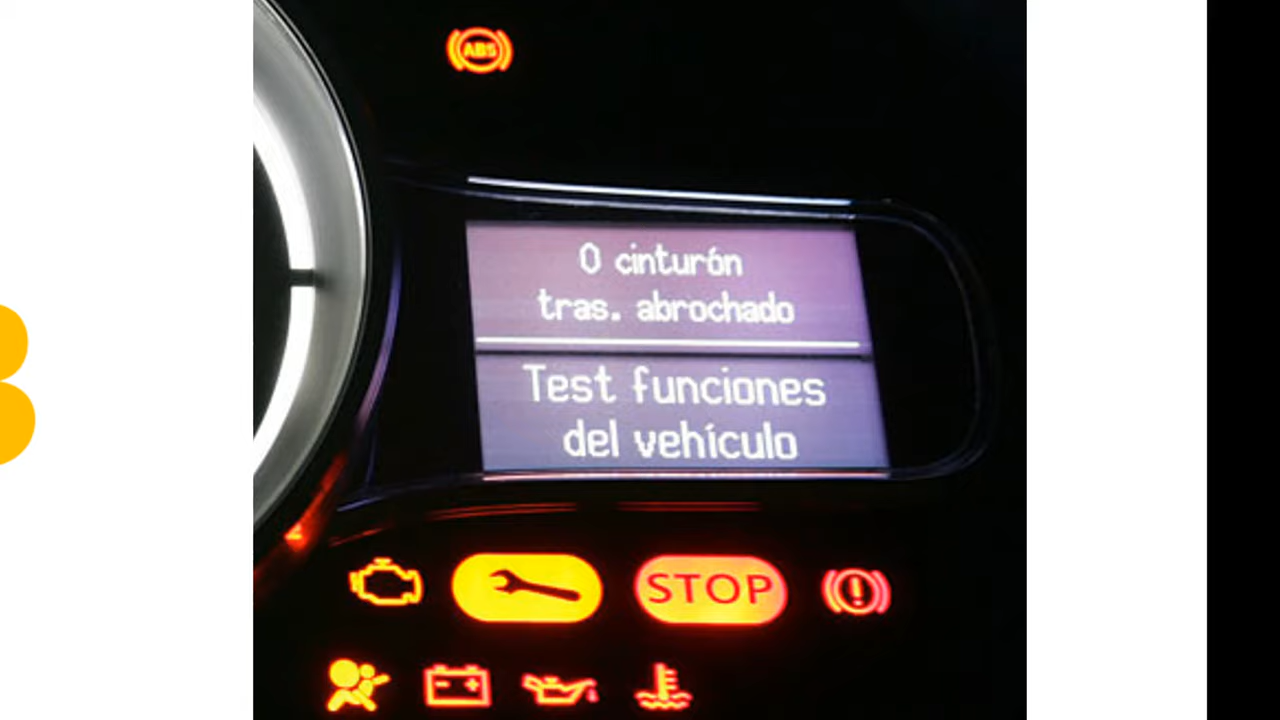 ABS
0 cinturón
tras. abrochado
Test funciones
del vehículo
STOP